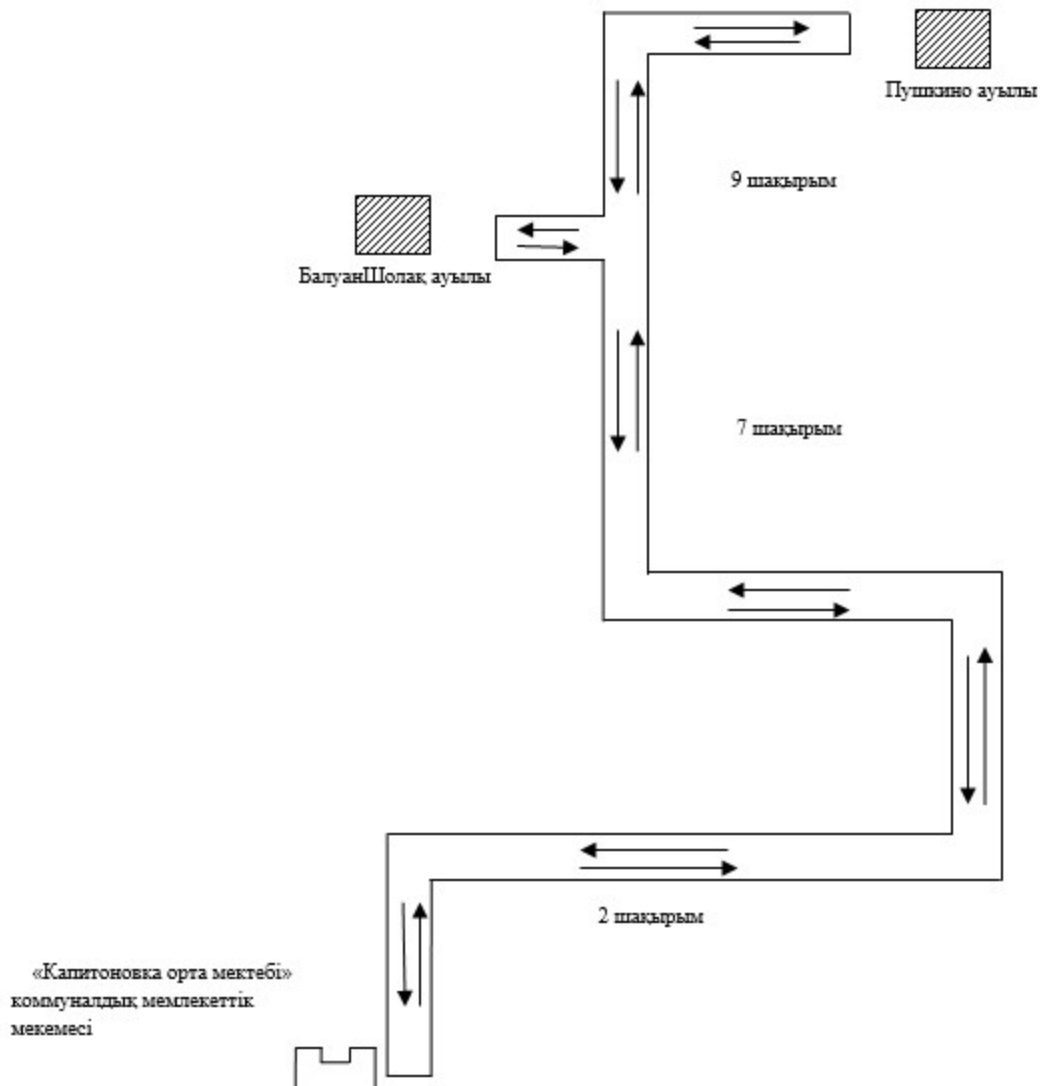 Пушкино ауылы
9 шақырым
БалуанШолақ ауылы
7 шақырым
2 шақырым
«Капитоновка орта мектебі»
коммуналдық мемлекеттік
мекемесі